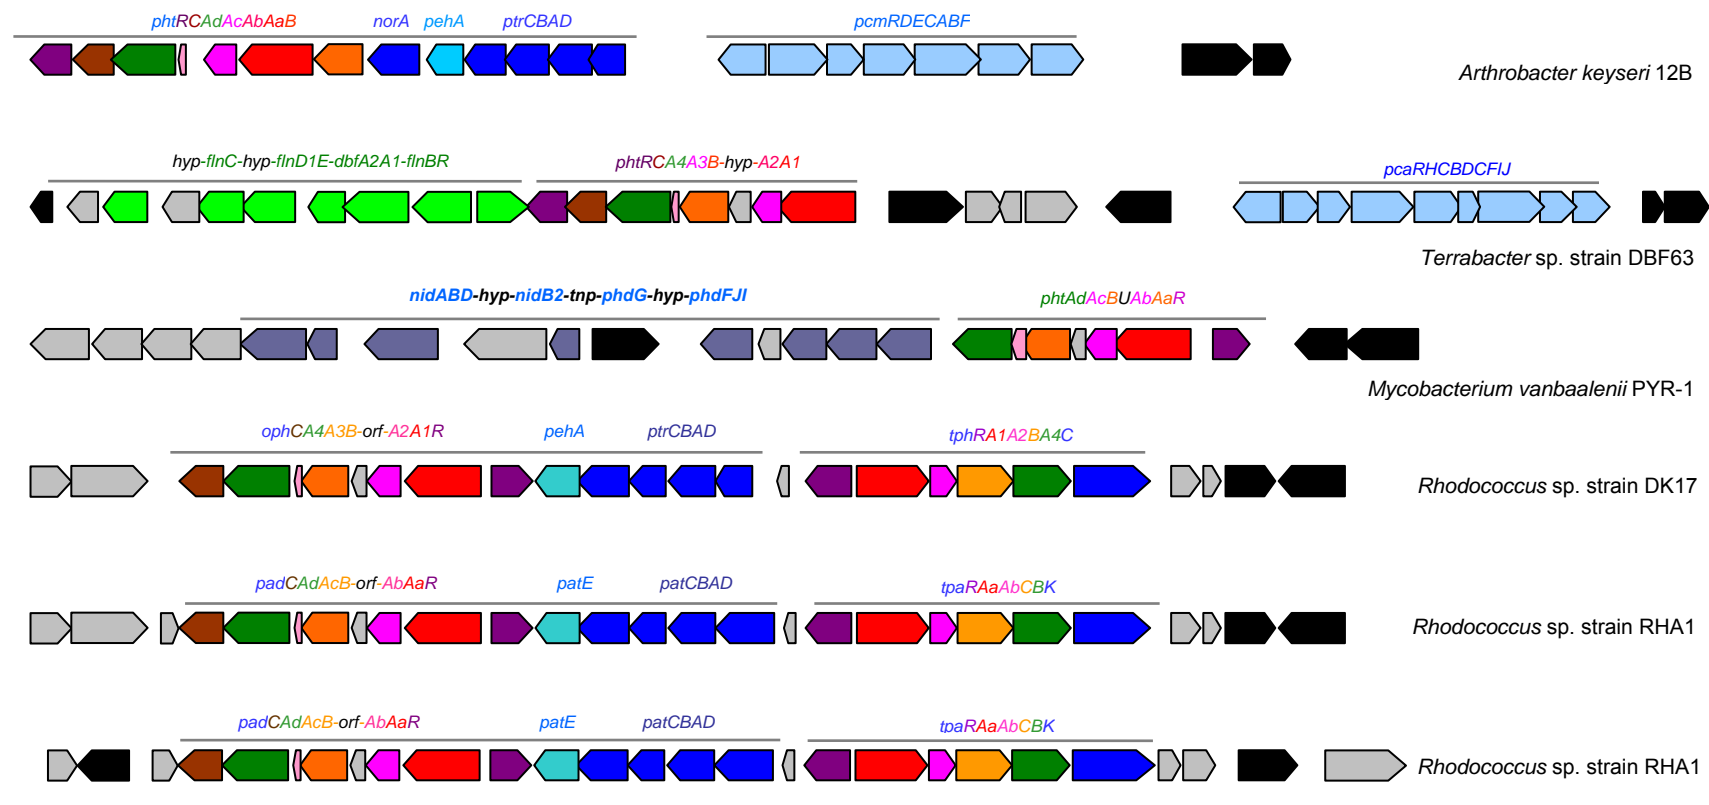 phtRCAdAcAbAaB norA pehA ptrCBAD pcmRDECABF
Arthrobacter keyseri 12B
hyp-flnC-hyp-flnD1E-dbfA2A1-flnBR phtRCA4A3B-hyp-A2A1 pcaRHCBDCFIJ
Terrabacter sp. strain DBF63
nidABD-hyp-nidB2-tnp-phdG-hyp-phdFJI phtAdAcBUAbAaR
Mycobacterium vanbaalenii PYR-1
ophCA4A3B-orf-A2A1R pehA ptrCBAD tphRA1A2BA4C
Rhodococcus sp. strain DK17
padCAdAcB-orf-AbAaR patE patCBAD tpaRAaAbCBK
Rhodococcus sp. strain RHA1
padCAdAcB-orf-AbAaR patE patCBAD tpaRAaAbCBK
Rhodococcus sp. strain RHA1